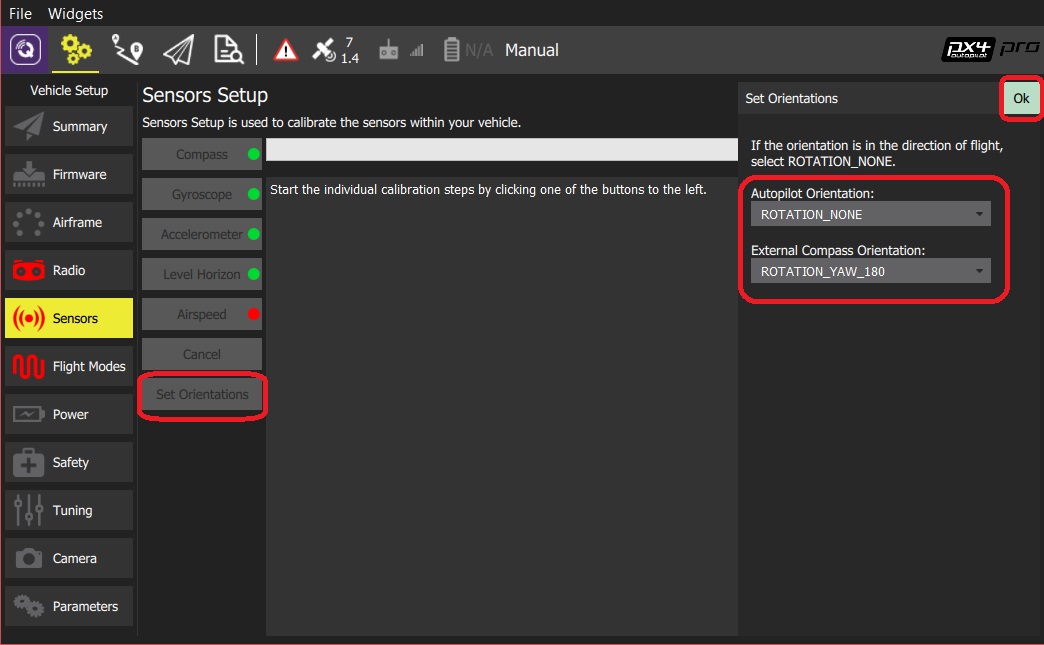 File Widgets
7
1.4
N/A
Manual
px4 pro
autopilot
Vehicle Setup
Summary
Firmware
Airframe
Radio
Sensors
Flight Modes
Power
Safety
Tuning
Camera
Parameters
Sensors Setup
Sensors Setup is used to calibrate the sensors within your vehicle.
Compass
Gyroscope
Accelerometer
Level Horizon
Airspeed
Cancel
Set Orientations
Start the individual calibration steps by clicking one of the buttons to the left.
Set Orientations
Ok
If the orientation is in the direction of flight,
select ROTATION_NONE.
Autopilot Orientation:
ROTATION_NONE
External Compass Orientation:
ROTATION_YAW_180